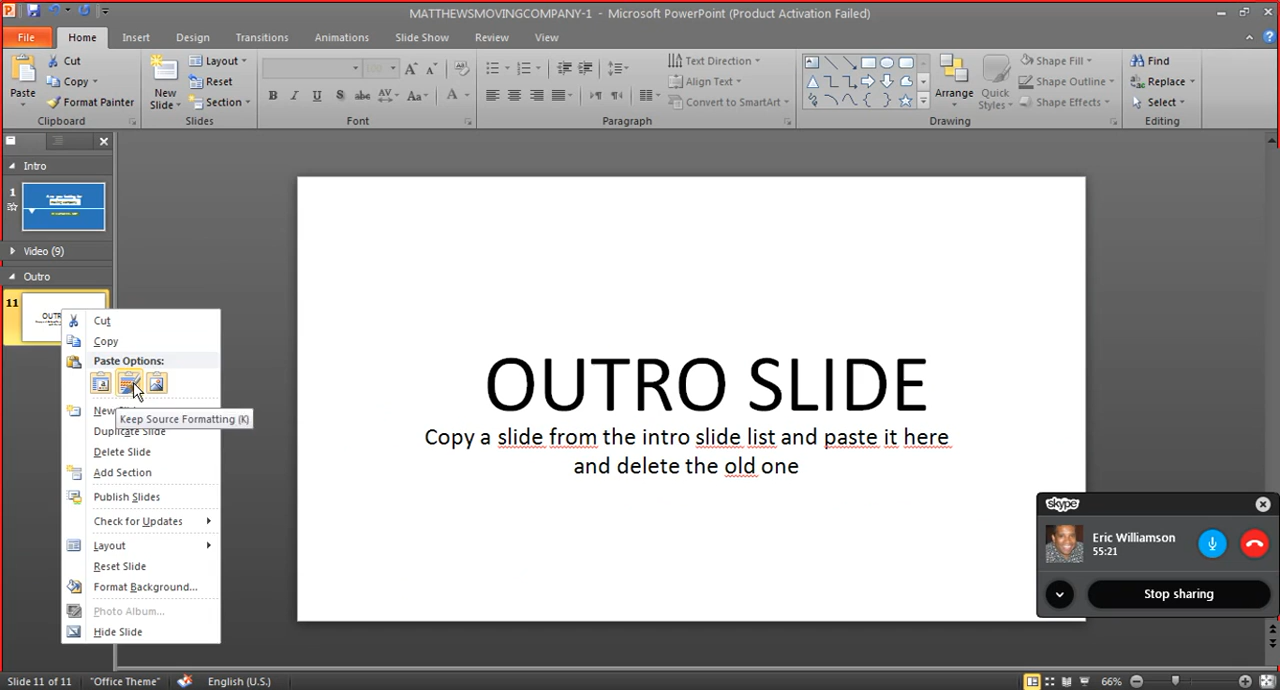 MATTHEWSMOVINGCOMPANY-1 - Microsoft PowerPoint (Product Activation Failed)
File Home Insert Design Transitions Animations Slide Show Review View
Cut
Copy
Format Painter
Paste
Clipboard
New Slide
Layout
Reset
Section
Slides
Font
Text Direction
Align Text
Convert to SmartArt
Paragraph
Arrange
Quick Styles
Shape Fill
Shape Outline
Shape Effects
Drawing
Find
Replace
Select
Editing
Intro
1
Video (9)
Outro
11
Cut
Copy
Paste Options:
Keep Source Formatting (K)
Duplicate Slide
Delete Slide
Add Section
Publish Slides
Check for Updates
Layout
Reset Slide
Format Background...
Photo Album...
Hide Slide
OUTRO SLIDE
Copy a slide from the intro slide list and paste it here
and delete the old one
skype
Eric Williamson
55:21
Stop sharing
Slide 11 of 11 "Office Theme" English (U.S.) 66%